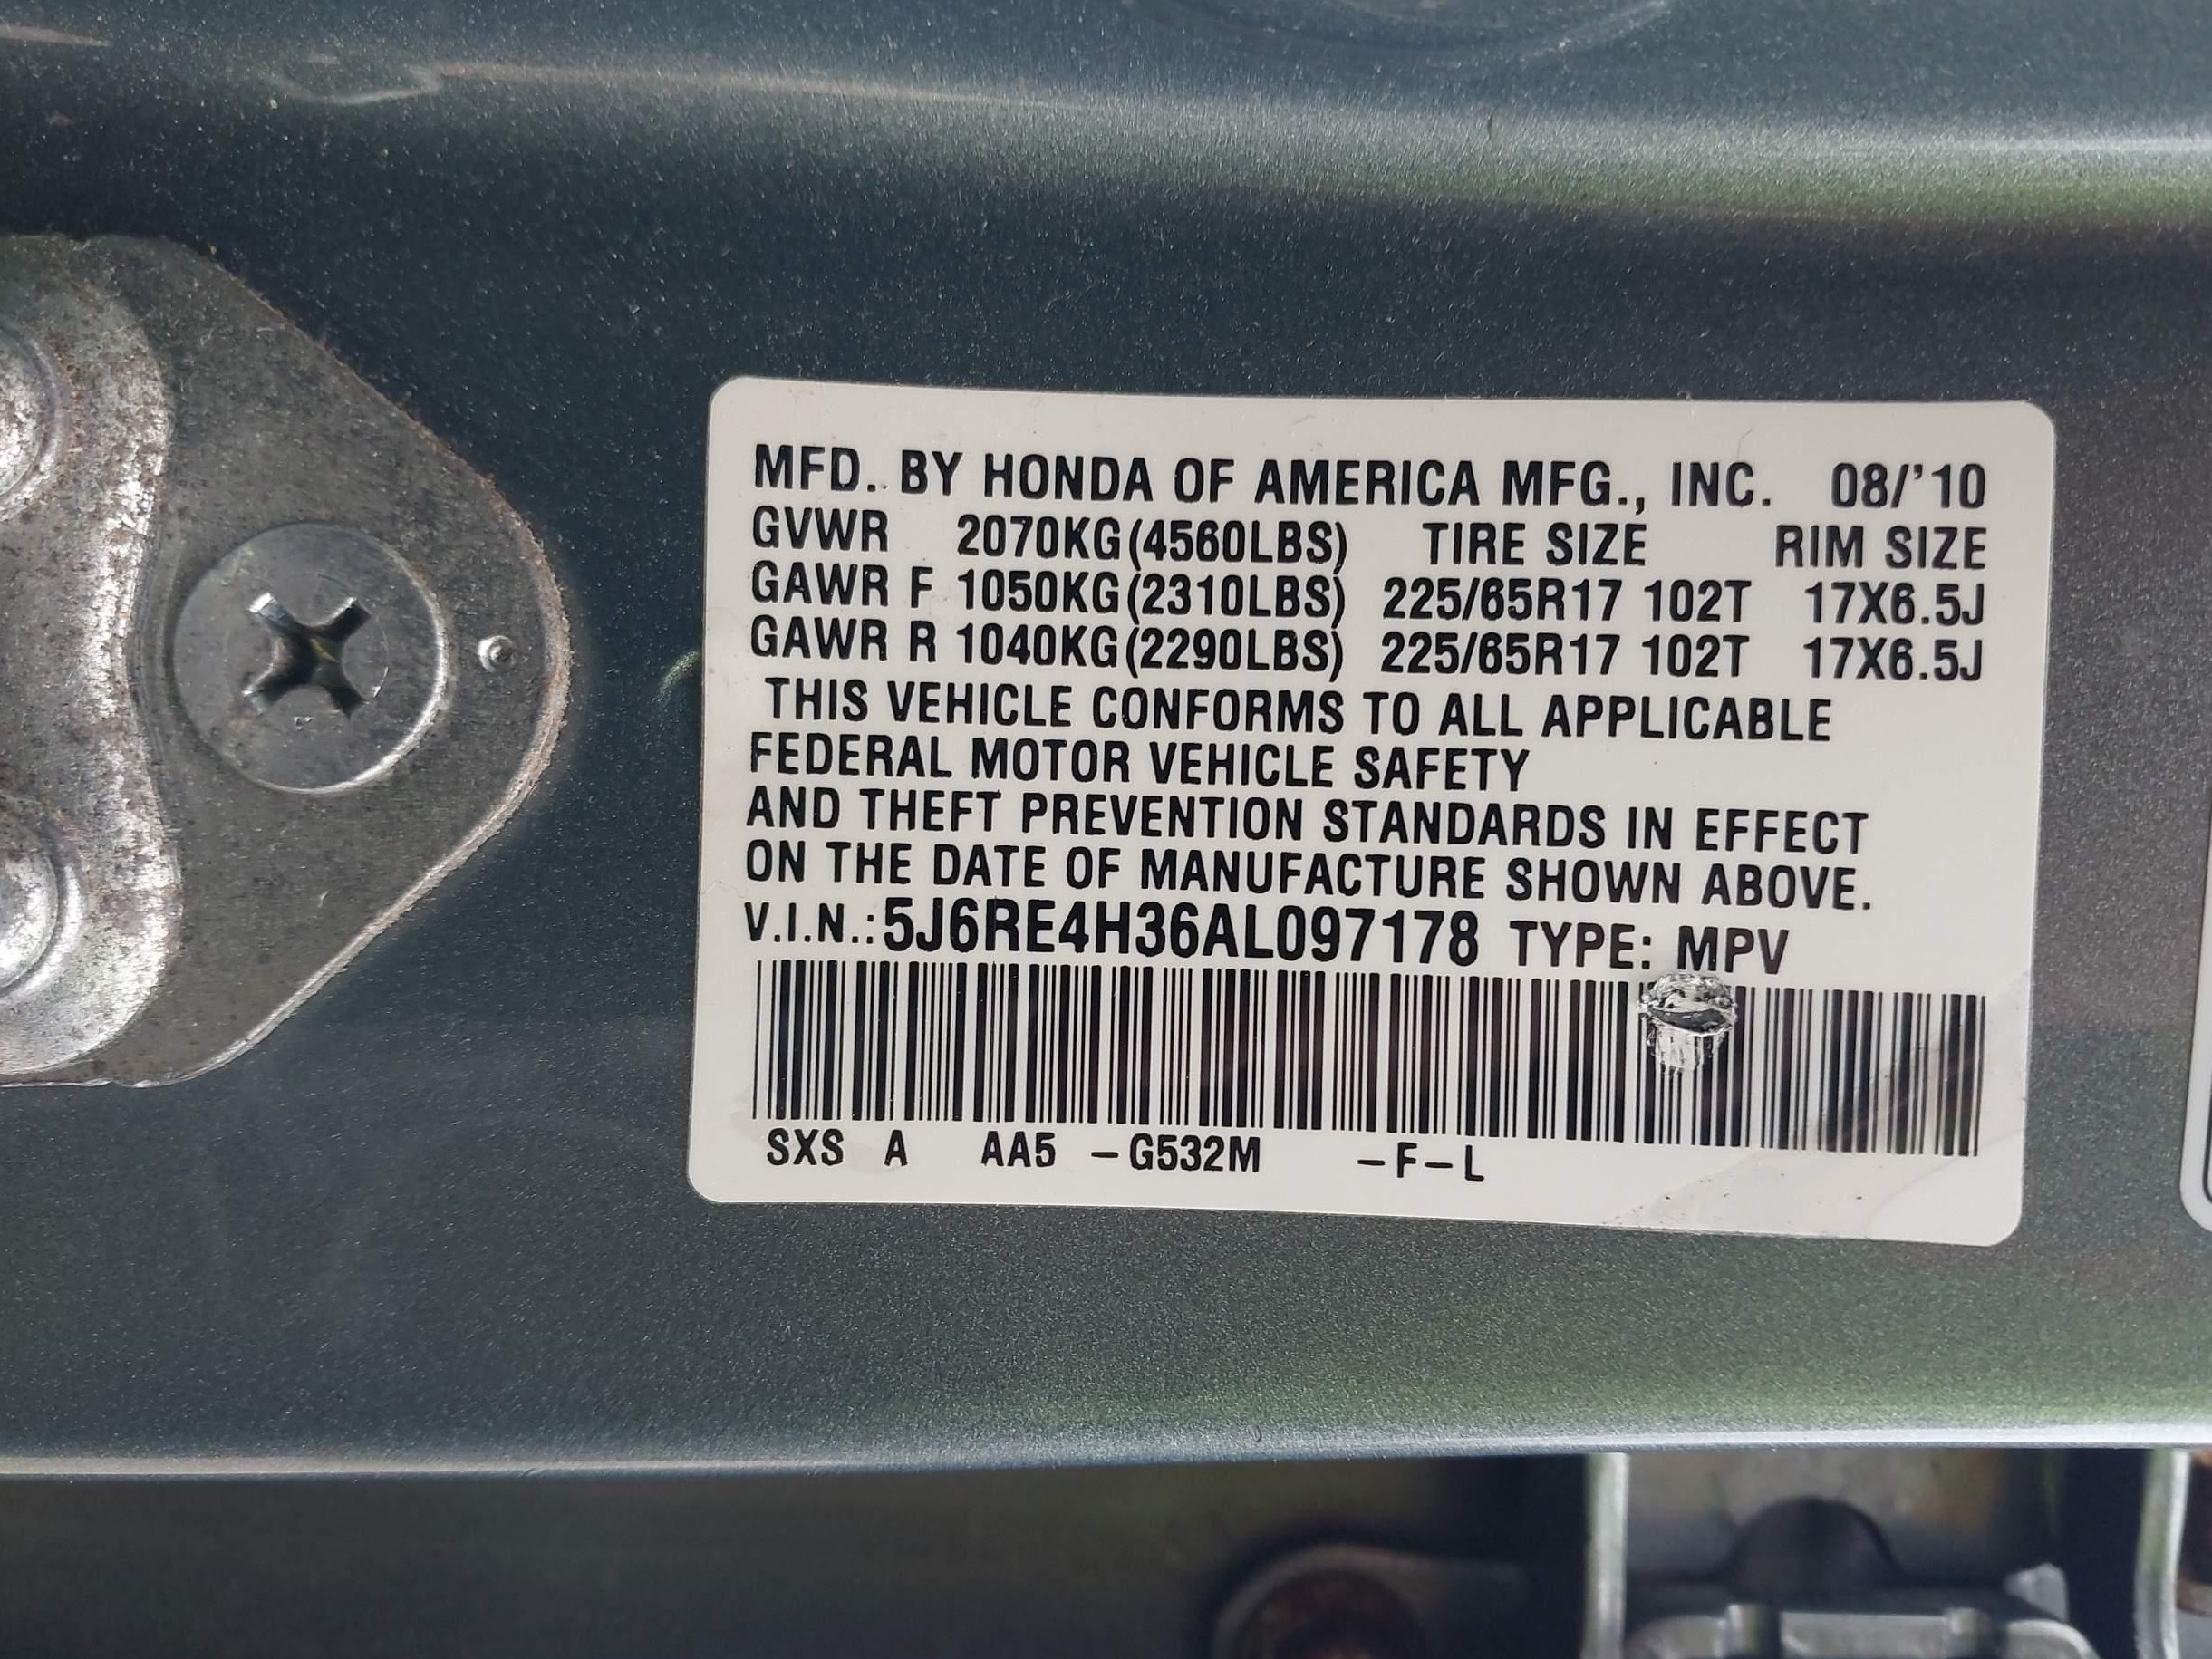 MFD. BY HONDA OF AMERICA MFG., INC. 08/'10
GVWR 2070KG(4560LBS) TIRE SIZE RIM SIZE
GAWR F 1050KG(2310LBS) 225/65R17 102T 17X6.5J
GAWR R 1040KG(2290LBS) 225/65R17 102T 17X6.5J
THIS VEHICLE CONFORMS TO ALL APPLICABLE
FEDERAL MOTOR VEHICLE SAFETY
AND THEFT PREVENTION STANDARDS IN EFFECT
ON THE DATE OF MANUFACTURE SHOWN ABOVE.
V.I.N.:5J6RE4H36AL097178 TYPE: MPV
SXS A AA5 –G532M –F–L